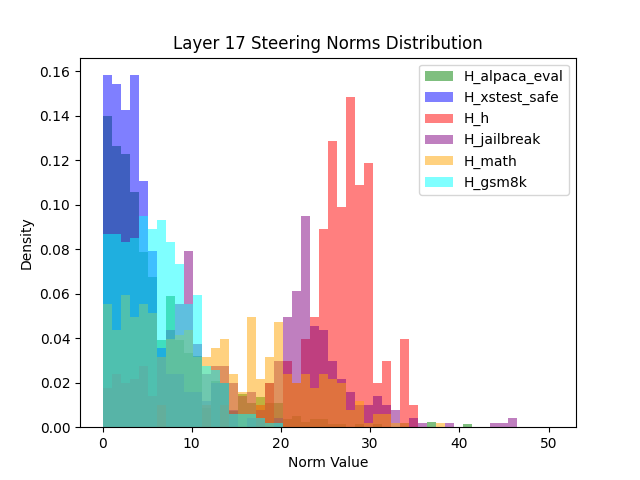 Layer 17 Steering Norms Distribution
H_alpaca_eval
H_xstest_safe
H_h
H_jailbreak
H_math
H_gsm8k
0.16
0.14
0.12
0.10
0.08
0.06
0.04
0.02
0.00
Density
0 10 20 30 40 50
Norm Value